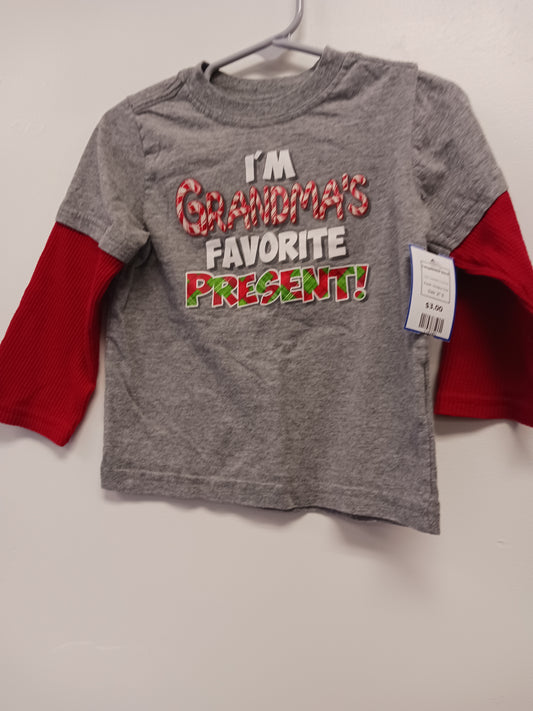 I'M
GRANDMA'S
FAVORITE
PRESENT!
$3.00